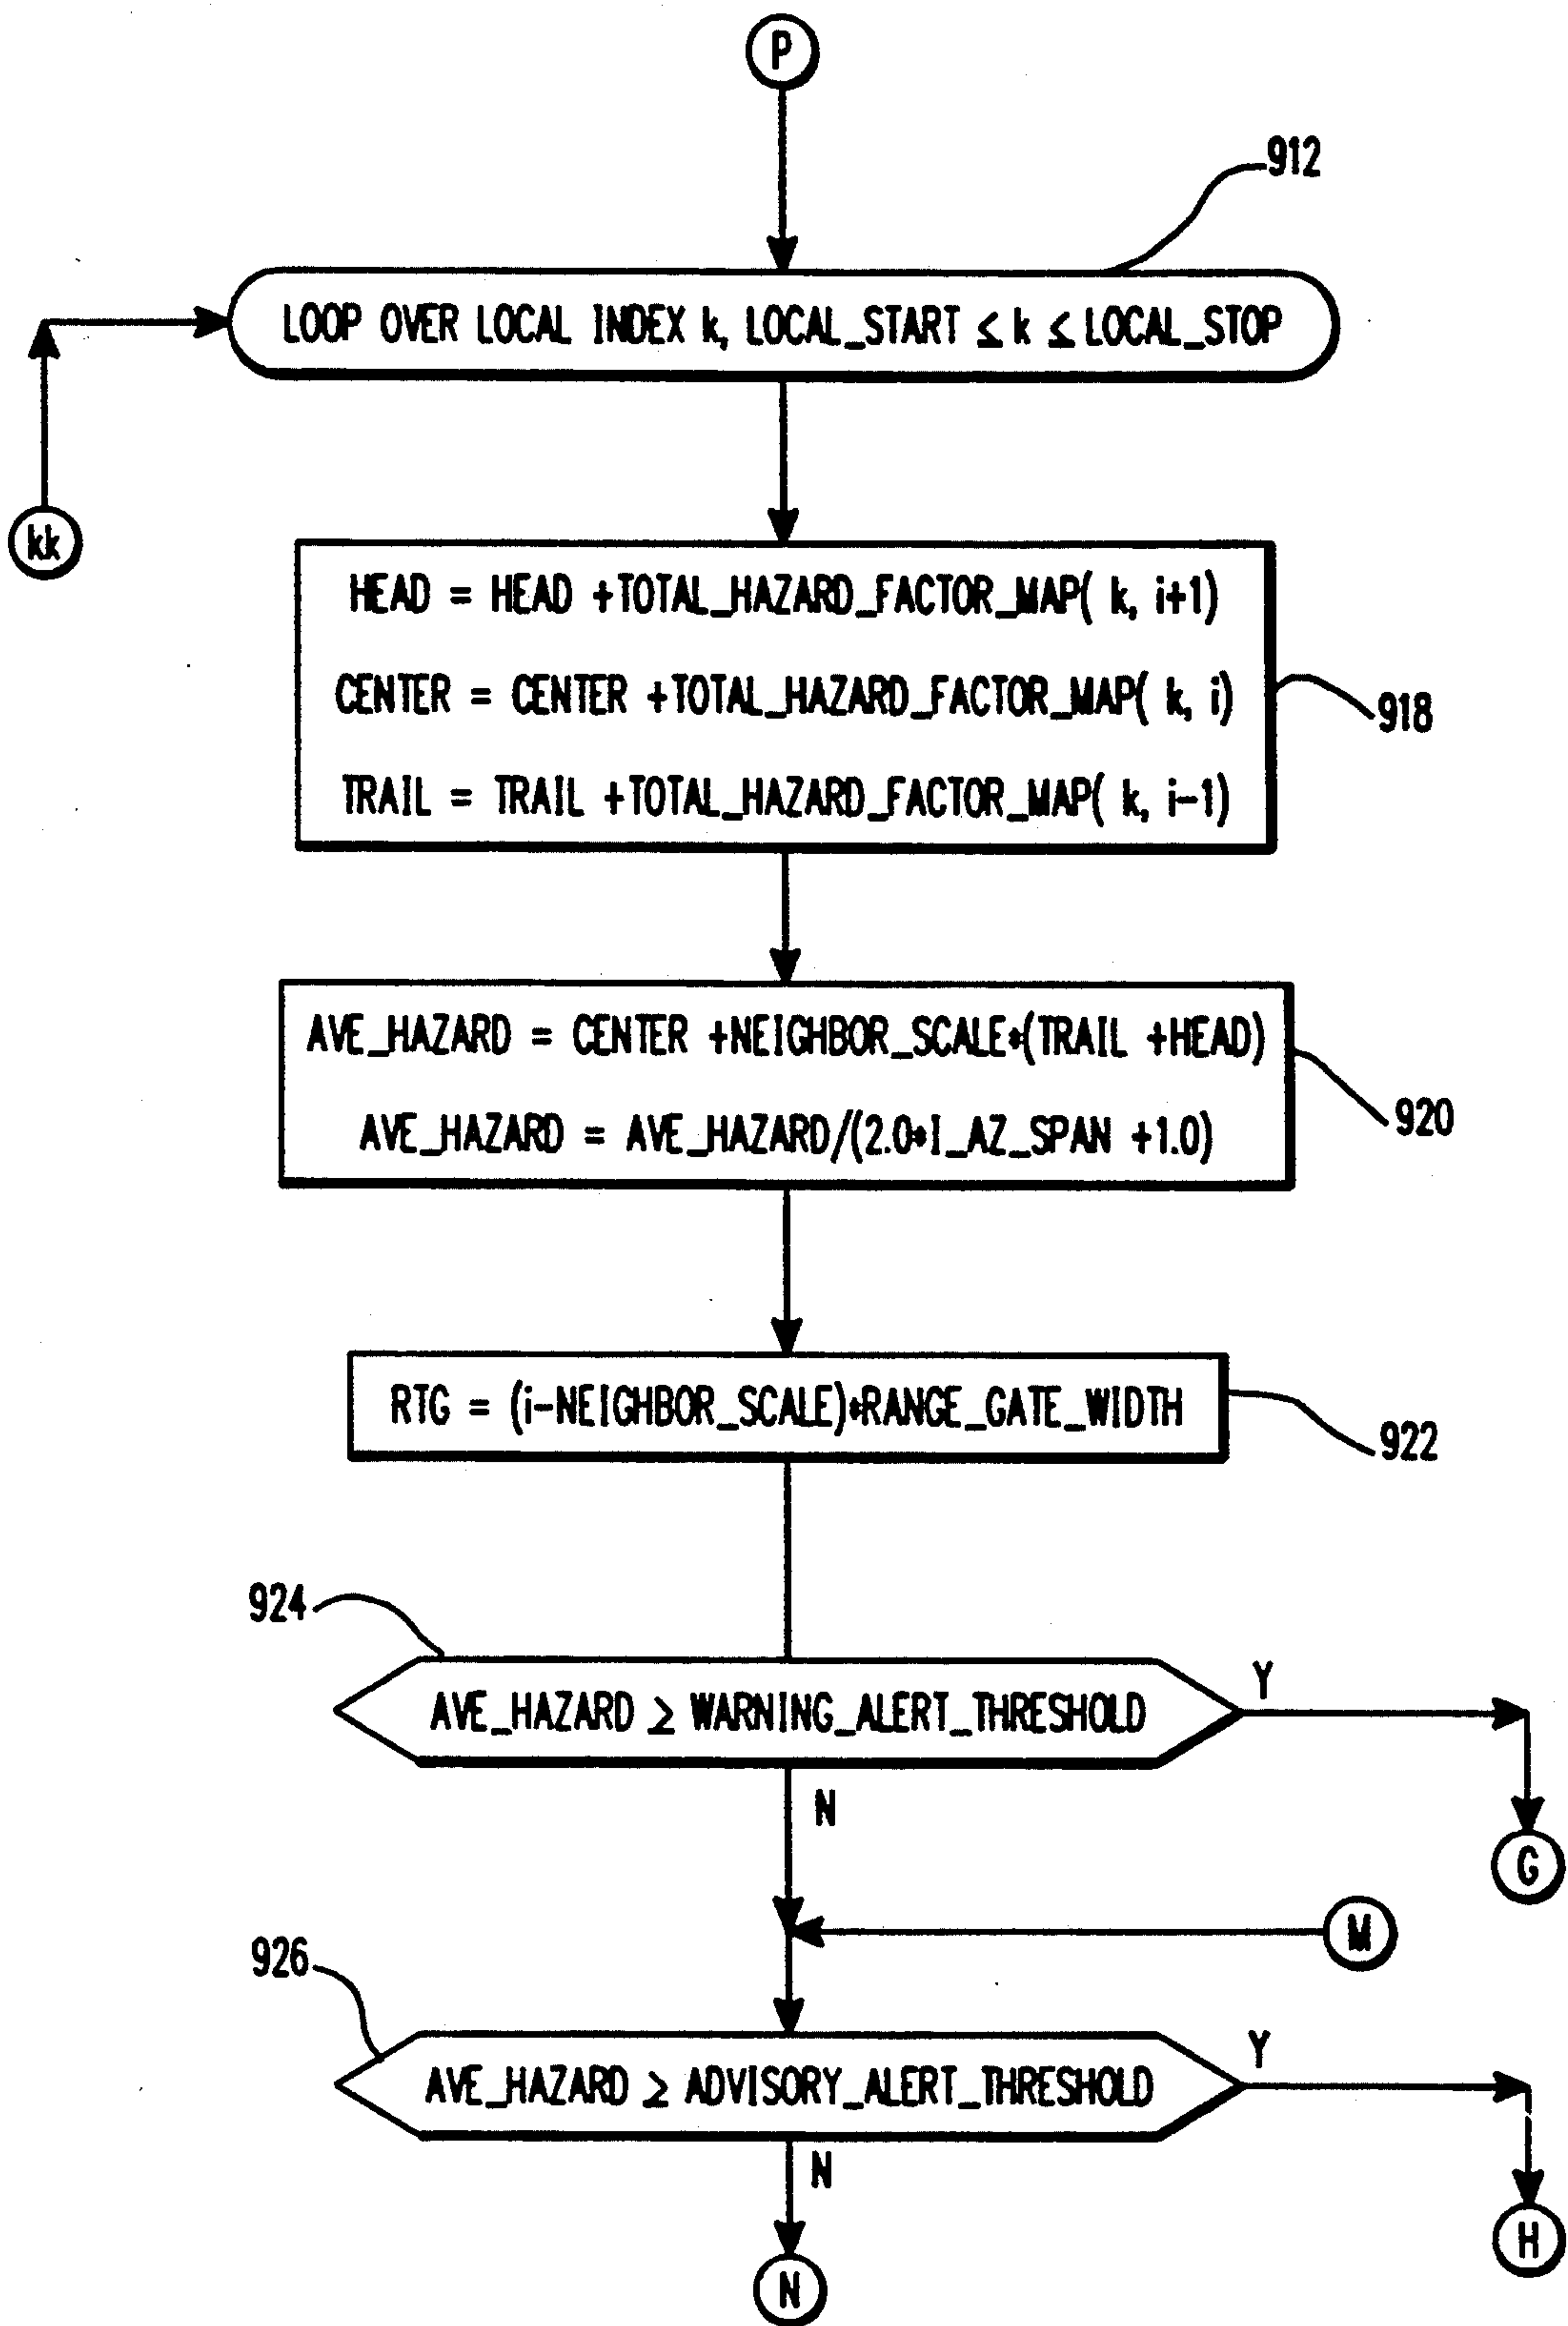 P
912
LOOP OVER LOCAL INDEX k, LOCAL_START ≤ k ≤ LOCAL_STOP
kk
HEAD = HEAD +TOTAL_HAZARD_FACTOR_MAP( k, i+1)
CENTER = CENTER +TOTAL_HAZARD_FACTOR_MAP( k, i)
TRAIL = TRAIL +TOTAL_HAZARD_FACTOR_MAP( k, i-1)
918
AVE_HAZARD = CENTER +NEIGHBOR_SCALE*(TRAIL +HEAD)
AVE_HAZARD = AVE_HAZARD/(2.0*I_AZ_SPAN +1.0)
920
RTG = (i-NEIGHBOR_SCALE)*RANGE_GATE_WIDTH
922
924
AVE_HAZARD ≥ WARNING_ALERT_THRESHOLD
Y
N
G
M
926
AVE_HAZARD ≥ ADVISORY_ALERT_THRESHOLD
Y
N
H
N